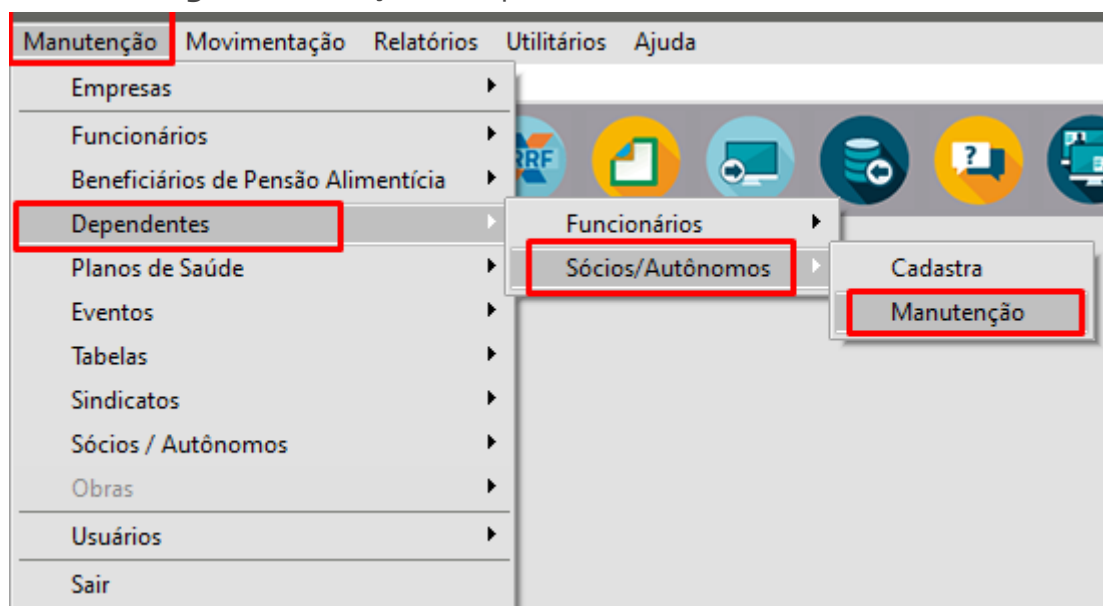 Manutenção Movimentação Relatórios Utilitários Ajuda
Empresas
Funcionários
Beneficiários de Pensão Alimentícia
Dependentes
Planos de Saúde
Eventos
Tabelas
Sindicatos
Sócios / Autônomos
Obras
Usuários
Sair
Funcionários
Sócios/Autônomos
Cadastra
Manutenção
RRF
?